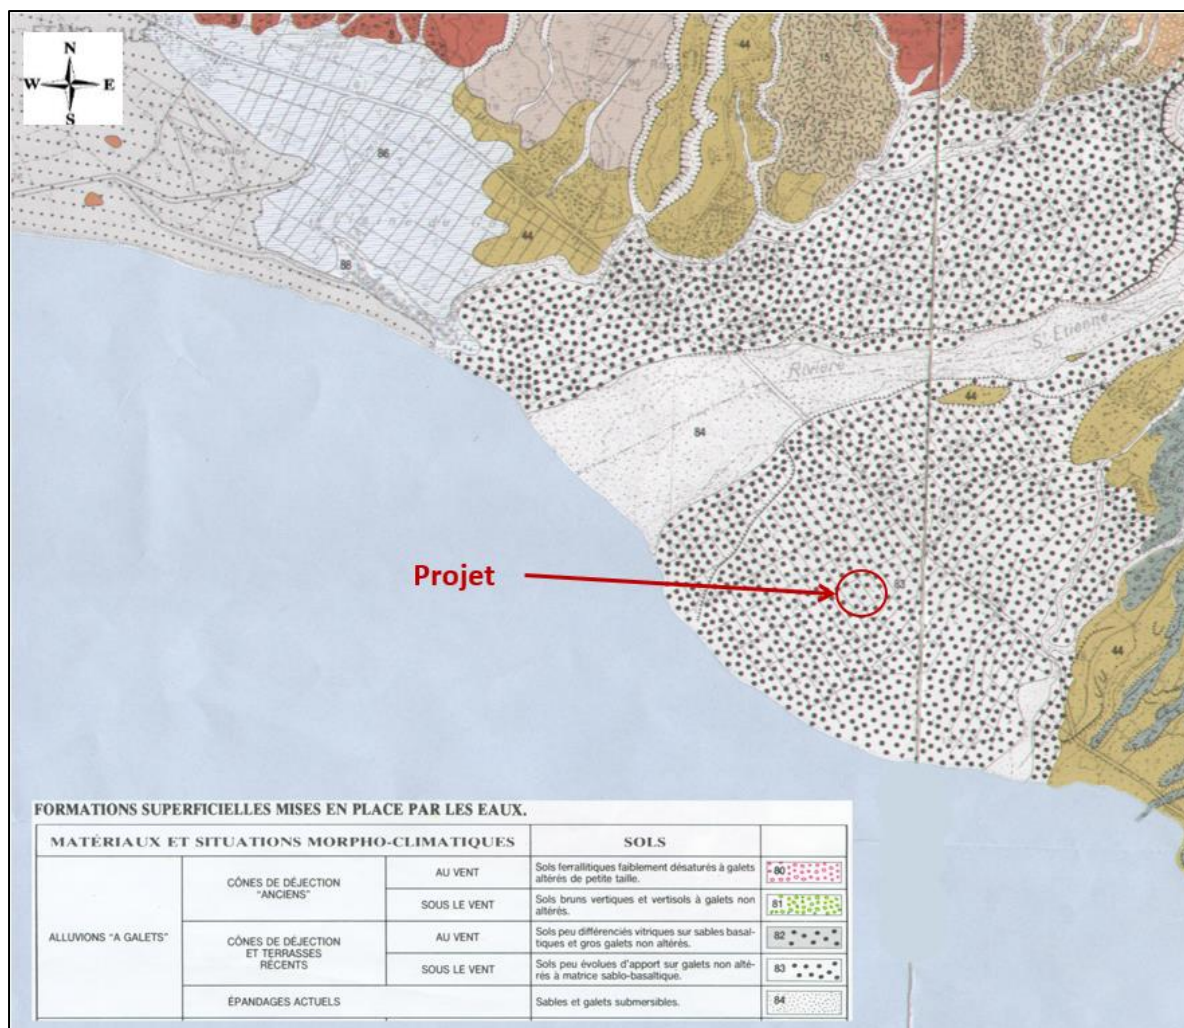 N
W E
S
44
15
86
44
88
St Etienne
Rivière
44
84
Projet
83
44
FORMATIONS SUPERFICIELLES MISES EN PLACE PAR LES EAUX.
MATÉRIAUX ET SITUATIONS MORPHO-CLIMATIQUES SOLS
ALLUVIONS "A GALETS"
CÔNES DE DÉJECTION
"ANCIENS"
AU VENT
Sols ferrallitiques faiblement désaturés à galets
altérés de petite taille.
80
SOUS LE VENT
Sols bruns vertiques et vertisols à galets non
altérés.
81
CÔNES DE DÉJECTION
ET TERRASSES
RÉCENTS
AU VENT
Sols peu différenciés vitriques sur sables basal-
tiques et gros galets non altérés.
82
SOUS LE VENT
Sols peu évolues d'apport sur galets non alté-
rés à matrice sablo-basaltique.
83
ÉPANDAGES ACTUELS
Sables et galets submersibles.
84